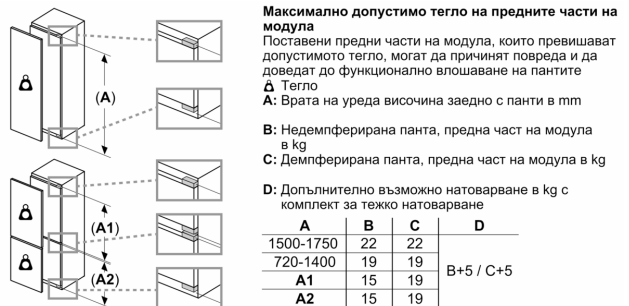 Максимално допустимо тегло на предните части на
модула
Поставени предни части на модула, които превишават
допустимото тегло, могат да причинят повреда и да
доведат до функционално влошаване на пантите
Тегло
A: Врата на уреда височина заедно с панти в mm
B: Недемпферирана панта, предна част на модула
в kg
C: Демпферирана панта, предна част на модула в kg
D: Допълнително възможно натоварване в kg с
комплект за тежко натоварване
A B C D
1500-1750 22 22
720-1400 19 19
B+5 / C+5
A1 15 19
A2 15 19
(A)
(A1)
(A2)